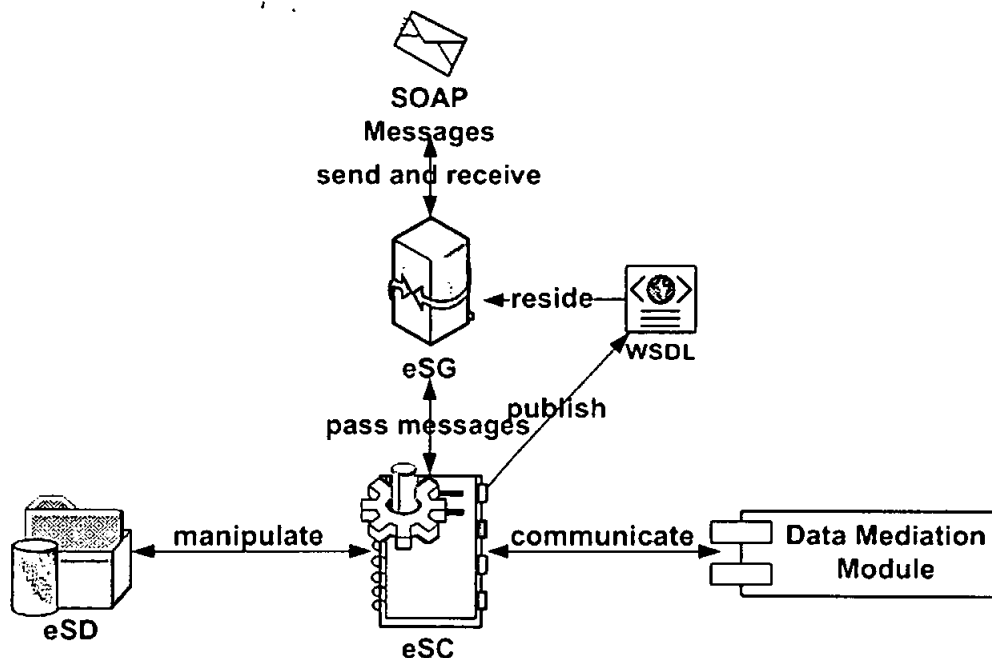 SOAP
Messages
send and receive
reside
WSDL
eSG
publish
pass messages
manipulate
communicate
Data Mediation
Module
eSD
eSC